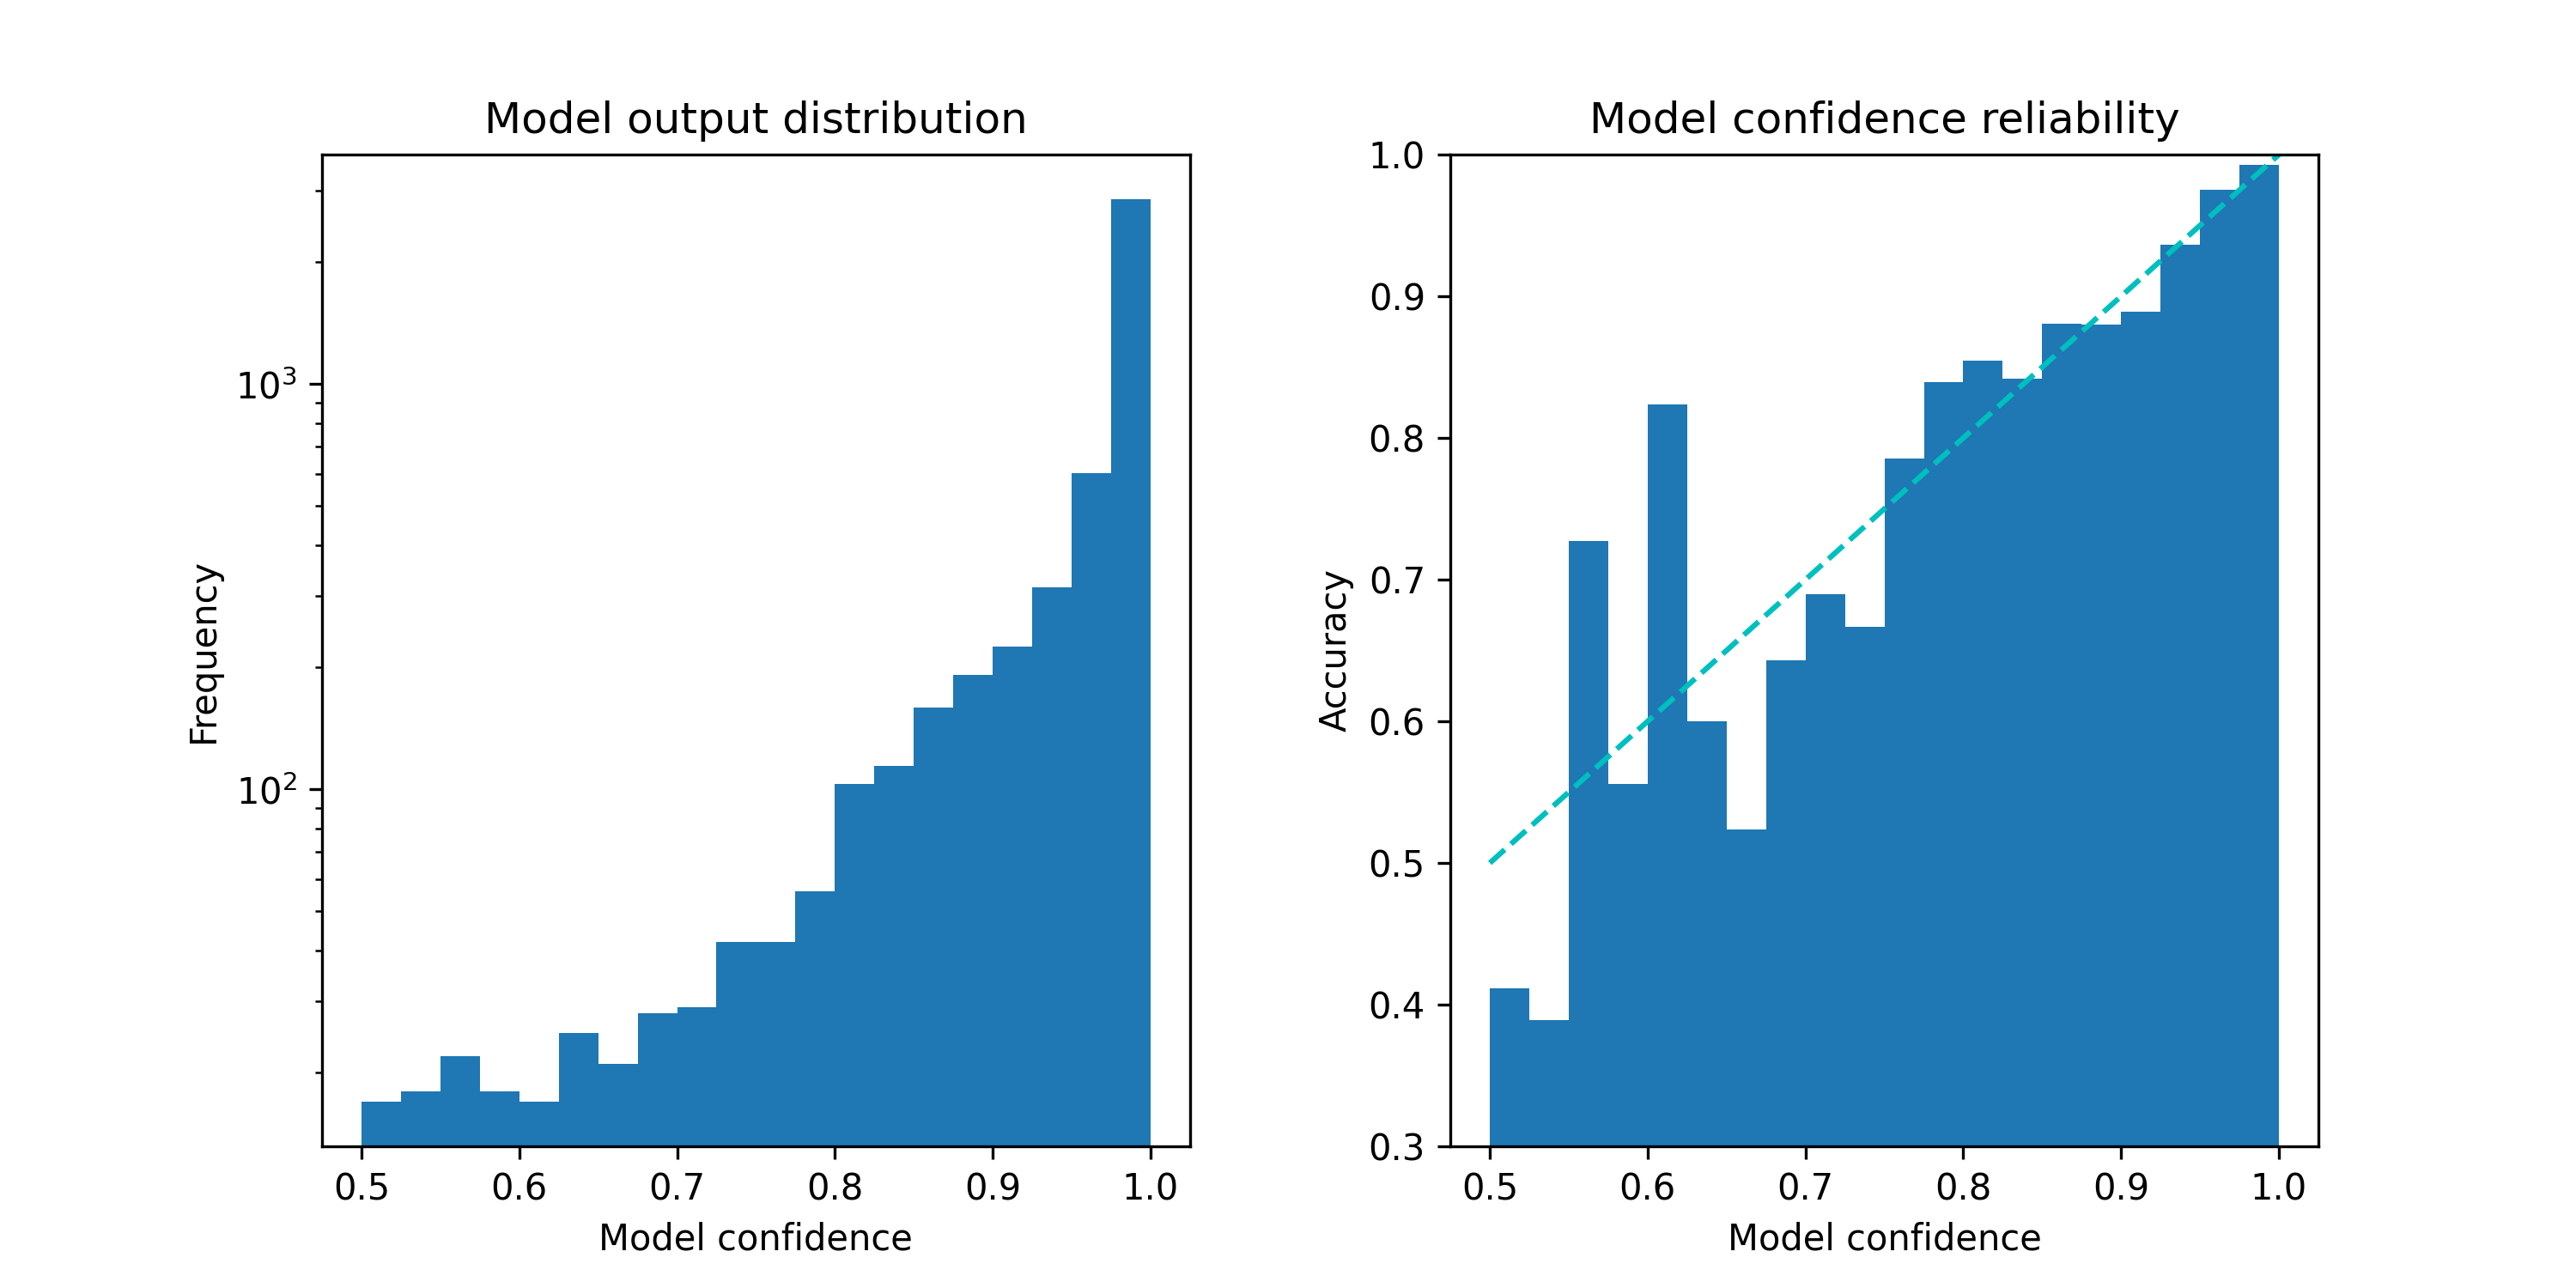 Model output distribution
Frequency
10³
10²
0.5 0.6 0.7 0.8 0.9 1.0
Model confidence
Model confidence reliability
Accuracy
1.0
0.9
0.8
0.7
0.6
0.5
0.4
0.3
0.5 0.6 0.7 0.8 0.9 1.0
Model confidence